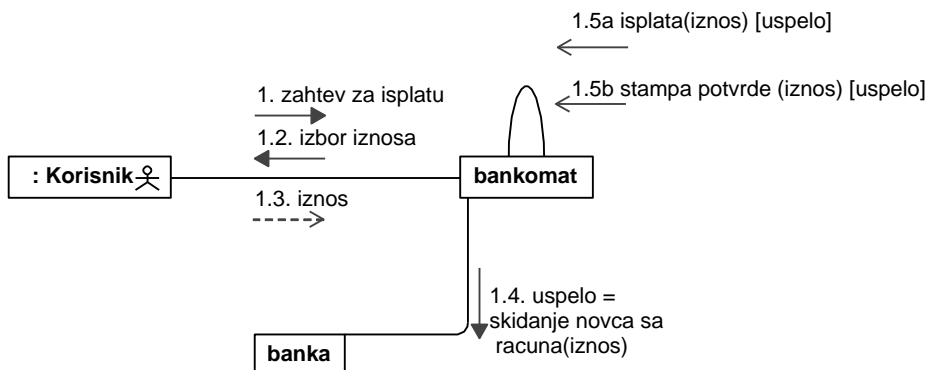 1.5a isplata(iznos) [uspelo]
1.5b stampa potvrde (iznos) [uspelo]
1. zahtev za isplatu
1.2. izbor iznosa
: Korisnik
bankomat
1.3. iznos
1.4. uspelo =
skidanje novca sa
racuna(iznos)
banka